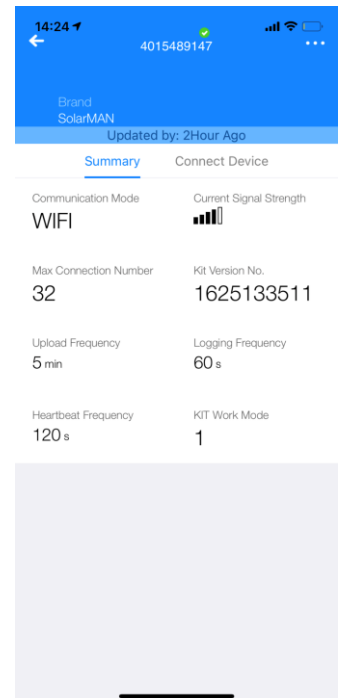 14:24
4015489147
Brand
SolarMAN
Updated by: 2Hour Ago
Summary Connect Device
Communication Mode Current Signal Strength
WIFI
Max Connection Number Kit Version No.
32 1625133511
Upload Frequency Logging Frequency
5 min 60 s
Heartbeat Frequency KIT Work Mode
120 s 1